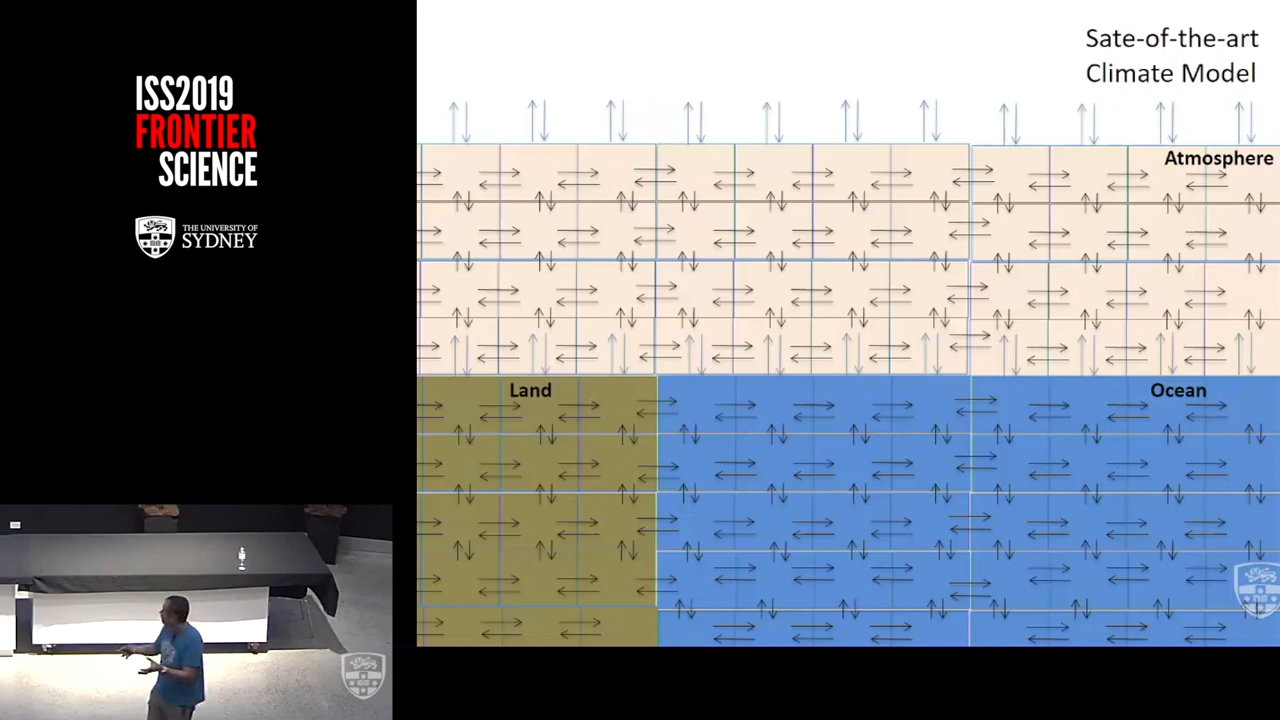 ISS2019
FRONTIER
SCIENCE
THE UNIVERSITY OF
SYDNEY
Sate-of-the-art
Climate Model
Atmosphere
Land
Ocean